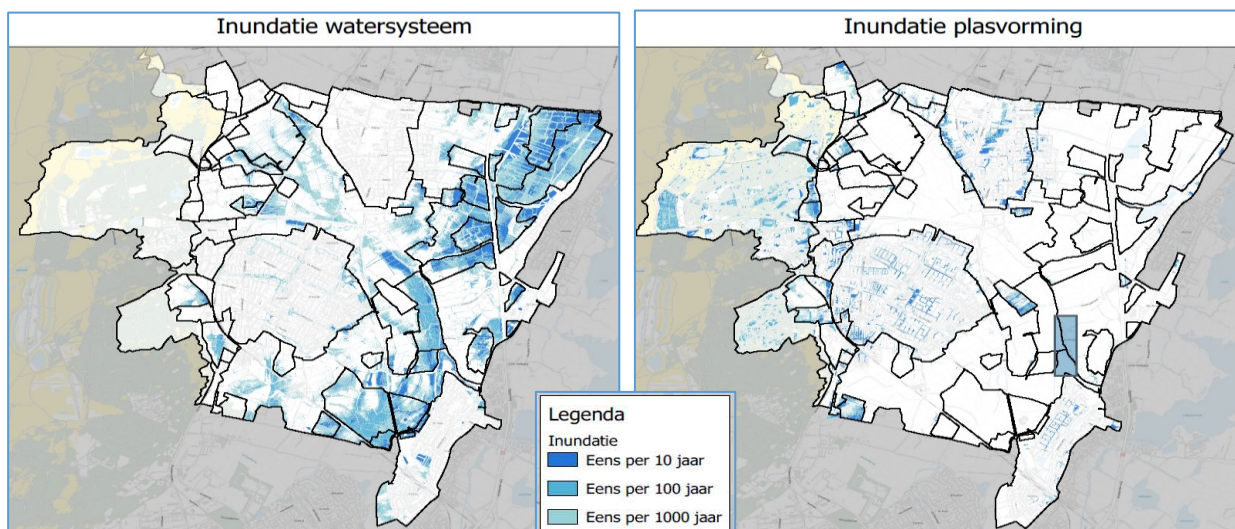 Inundatie watersysteem
Inundatie plasvorming
Legenda
Inundatie
Eens per 10 jaar
Eens per 100 jaar
Eens per 1000 jaar